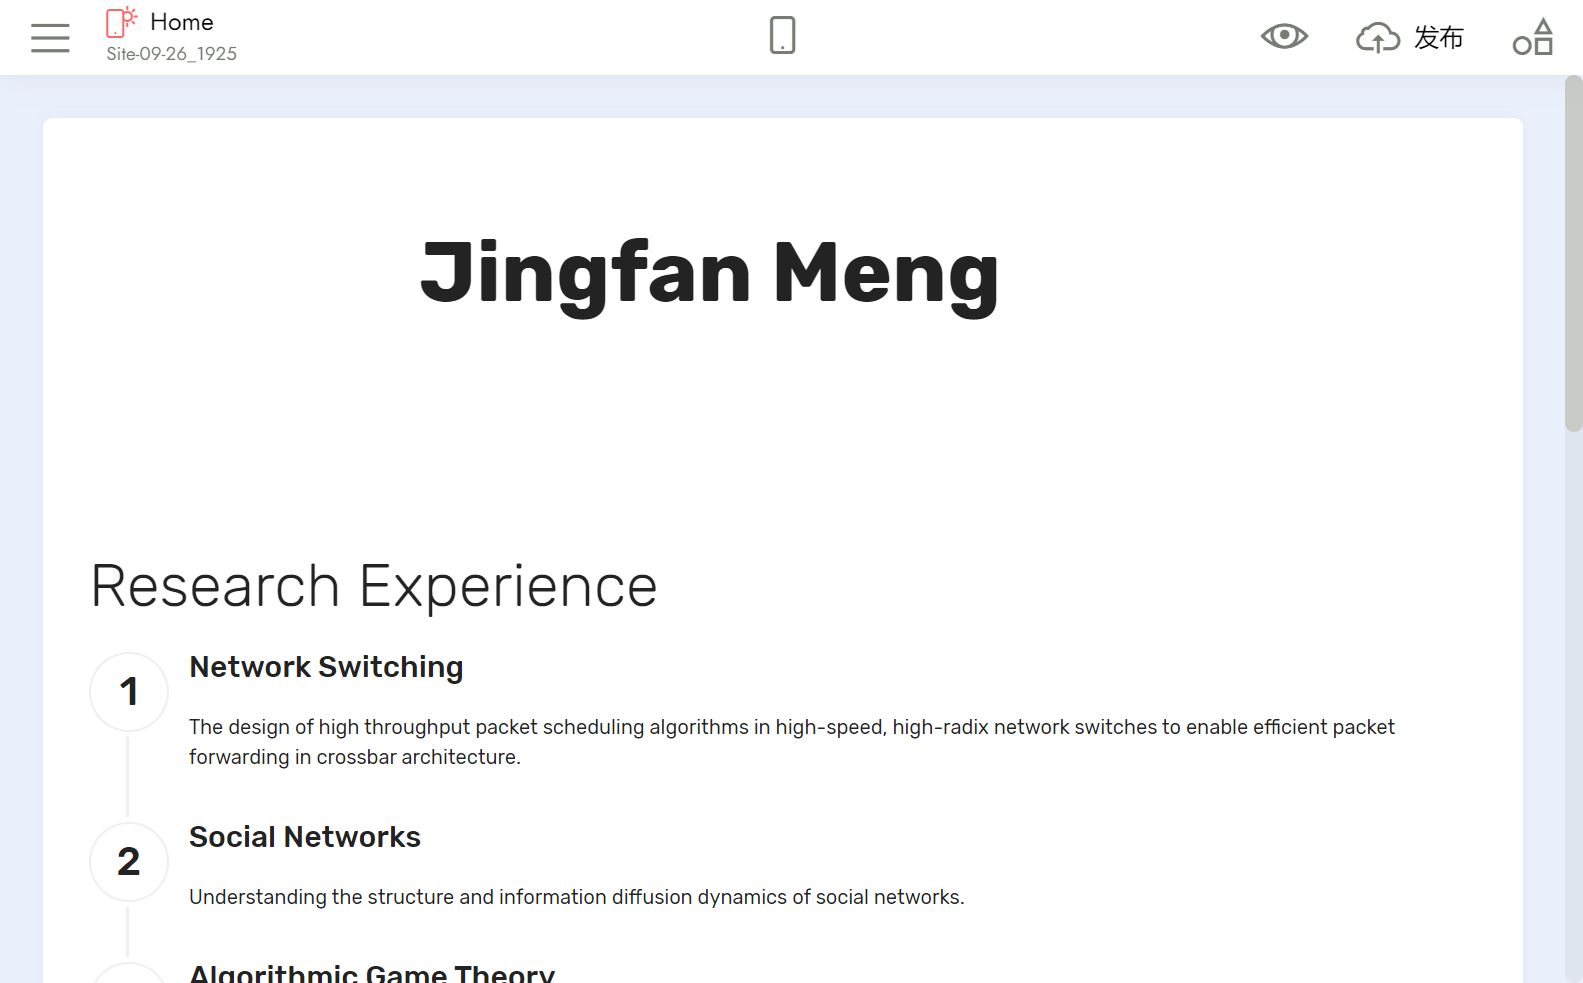 Home
Site-09-26_1925
发布
Jingfan Meng
Research Experience
1
Network Switching
The design of high throughput packet scheduling algorithms in high-speed, high-radix network switches to enable efficient packet
forwarding in crossbar architecture.
2
Social Networks
Understanding the structure and information diffusion dynamics of social networks.
Algorithmic Game Theory